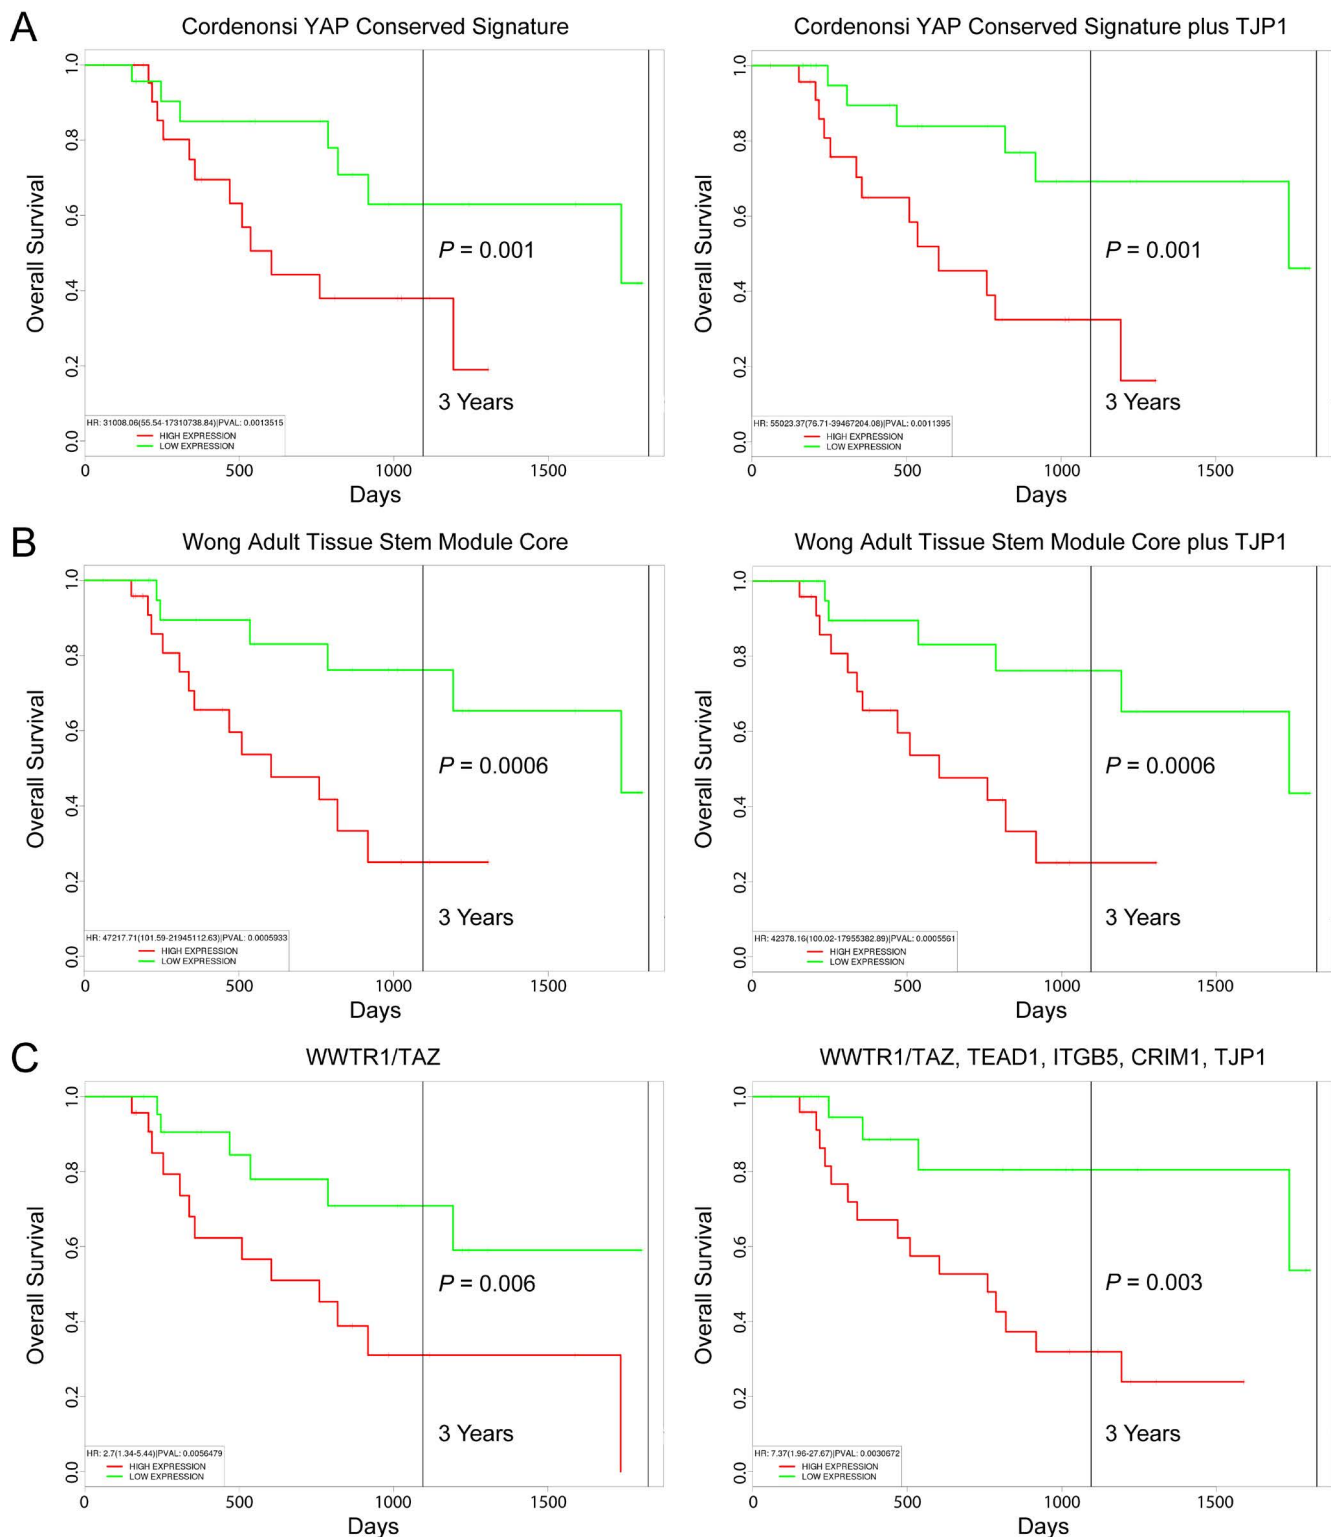 A
Cordenonsi YAP Conserved Signature
1.0
0.8
0.6
0.4
0.2
0.0
Overall Survival
P = 0.001
3 Years
HR: 31008.06(55.54-17310738.84)|PVAL: 0.0013515
HIGH EXPRESSION
LOW EXPRESSION
0 500 1000 1500
Days
Cordenonsi YAP Conserved Signature plus TJP1
1.0
0.8
0.6
0.4
0.2
0.0
Overall Survival
P = 0.001
3 Years
HR: 55023.37(76.71-39467204.08)|PVAL: 0.0011395
HIGH EXPRESSION
LOW EXPRESSION
0 500 1000 1500
Days
B
Wong Adult Tissue Stem Module Core
1.0
0.8
0.6
0.4
0.2
0.0
Overall Survival
P = 0.0006
3 Years
HR: 47217.71(101.59-21945112.63)|PVAL: 0.0005933
HIGH EXPRESSION
LOW EXPRESSION
0 500 1000 1500
Days
Wong Adult Tissue Stem Module Core plus TJP1
1.0
0.8
0.6
0.4
0.2
0.0
Overall Survival
P = 0.0006
3 Years
HR: 42378.16(100.02-17955382.89)|PVAL: 0.0005561
HIGH EXPRESSION
LOW EXPRESSION
0 500 1000 1500
Days
C
WWTR1/TAZ
1.0
0.8
0.6
0.4
0.2
0.0
Overall Survival
P = 0.006
3 Years
HR: 2.7(1.34-5.44)|PVAL: 0.0056479
HIGH EXPRESSION
LOW EXPRESSION
0 500 1000 1500
Days
WWTR1/TAZ, TEAD1, ITGB5, CRIM1, TJP1
1.0
0.8
0.6
0.4
0.2
0.0
Overall Survival
P = 0.003
3 Years
HR: 7.37(1.96-27.67)|PVAL: 0.0030672
HIGH EXPRESSION
LOW EXPRESSION
0 500 1000 1500
Days